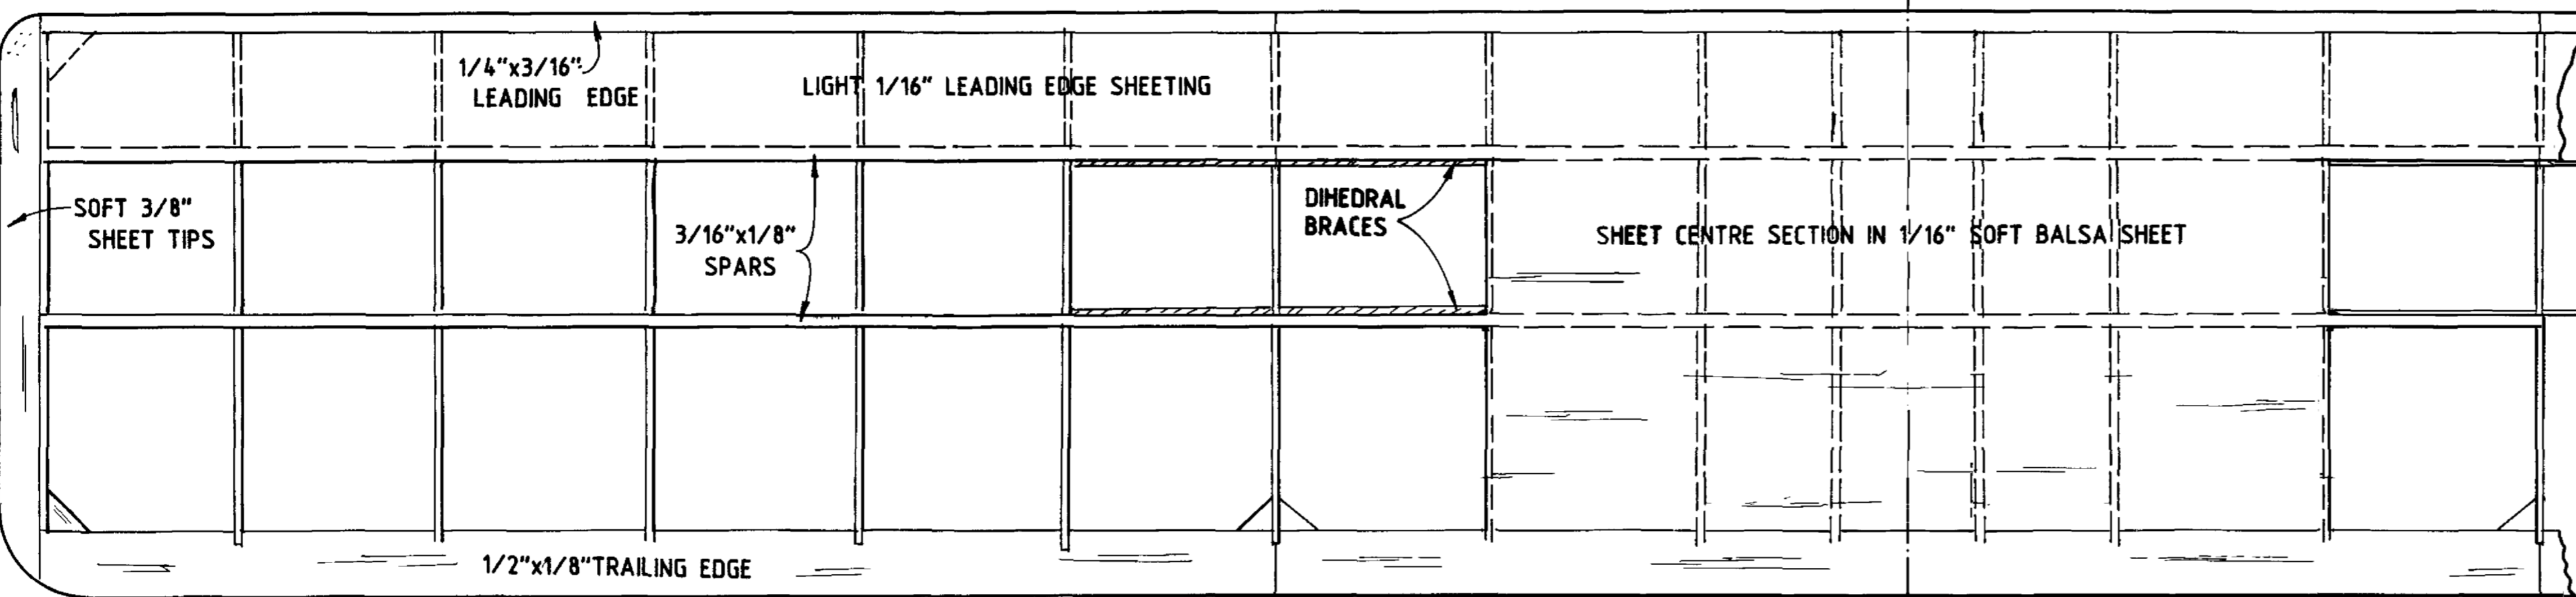 1/4"x3/16"
LEADING EDGE
LIGHT 1/16" LEADING EDGE SHEETING
SOFT 3/8"
SHEET TIPS
3/16"x1/8"
SPARS
DIHEDRAL
BRACES
SHEET CENTRE SECTION IN 1/16" SOFT BALSA SHEET
1/2"x1/8"TRAILING EDGE